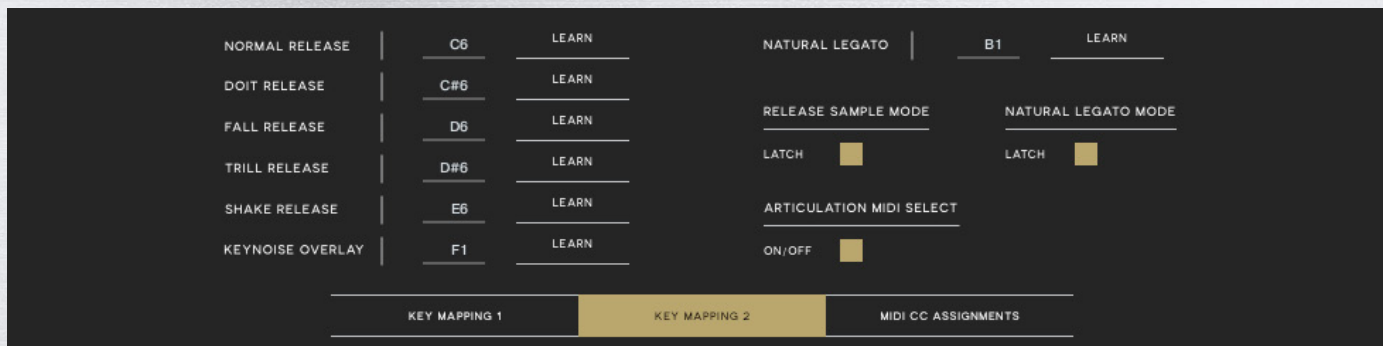 NORMAL RELEASE C6 LEARN
DOIT RELEASE C#6 LEARN
FALL RELEASE D6 LEARN
TRILL RELEASE D#6 LEARN
SHAKE RELEASE E6 LEARN
KEYNOISE OVERLAY F1 LEARN
NATURAL LEGATO B1 LEARN
RELEASE SAMPLE MODE
LATCH
NATURAL LEGATO MODE
LATCH
ARTICULATION MIDI SELECT
ON/OFF
KEY MAPPING 1 KEY MAPPING 2 MIDI CC ASSIGNMENTS